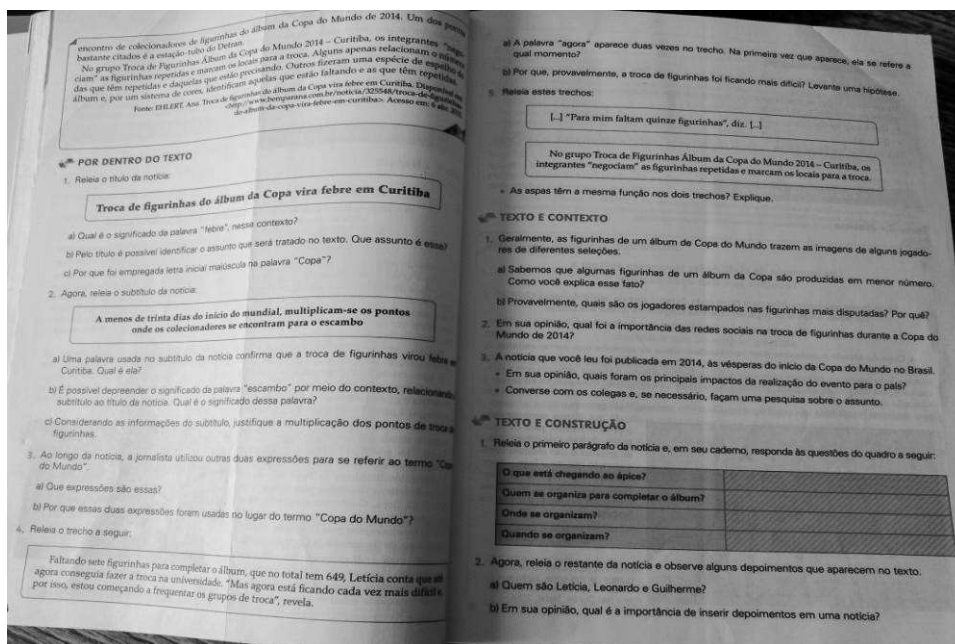 encontro de colecionadores de figurinhas do álbum da Copa do Mundo de 2014. Um dos pontos
bastante citados é a estação-tubo do Detran.
No grupo Troca de Figurinhas Álbum da Copa do Mundo 2014 – Curitiba, os integrantes "nego-
ciam" as figurinhas repetidas e marcam os locais para a troca. Alguns apenas relacionam o número
das que têm repetidas e daquelas que estão precisando. Outros fizeram uma espécie de espelho do
álbum e, por um sistema de cores, identificam aquelas que estão faltando e as que têm repetidas.
Fonte: EHLERT, Ana. Troca de figurinhas do álbum da Copa vira febre em Curitiba. Disponível em:
<http://www.bemparana.com.br/noticia/325548/troca-de-figurinhas-
do-album-da-copa-vira-febre-em-curitiba>. Acesso em: 6 abr.
POR DENTRO DO TEXTO
1. Releia o título da notícia:
Troca de figurinhas do álbum da Copa vira febre em Curitiba
a) Qual é o significado da palavra "febre", nesse contexto?
b) Pelo título é possível identificar o assunto que será tratado no texto. Que assunto é esse?
c) Por que foi empregada letra inicial maiúscula na palavra "Copa"?
2. Agora, releia o subtítulo da notícia:
A menos de trinta dias do início do mundial, multiplicam-se os pontos
onde os colecionadores se encontram para o escambo
a) Uma palavra usada no subtítulo da notícia confirma que a troca de figurinhas virou febre em
Curitiba. Qual é ela?
b) É possível depreender o significado da palavra "escambo" por meio do contexto, relacionando
subtítulo ao título da notícia. Qual é o significado dessa palavra?
c) Considerando as informações do subtítulo, justifique a multiplicação dos pontos de troca
figurinhas.
3. Ao longo da notícia, a jornalista utilizou outras duas expressões para se referir ao termo "Copa
do Mundo".
a) Que expressões são essas?
b) Por que essas duas expressões foram usadas no lugar do termo "Copa do Mundo"?
4. Releia o trecho a seguir:
Faltando sete figurinhas para completar o álbum, que no total tem 649, Letícia conta que até
agora conseguia fazer a troca na universidade. "Mas agora está ficando cada vez mais difícil e,
por isso, estou começando a frequentar os grupos de troca", revela.
a) A palavra "agora" aparece duas vezes no trecho. Na primeira vez que aparece, ela se refere a
qual momento?
b) Por que, provavelmente, a troca de figurinhas foi ficando mais difícil? Levante uma hipótese.
5. Releia estes trechos:
[...] "Para mim faltam quinze figurinhas", diz. [...]
No grupo Troca de Figurinhas Álbum da Copa do Mundo 2014 – Curitiba, os
integrantes "negociam" as figurinhas repetidas e marcam os locais para a troca.
• As aspas têm a mesma função nos dois trechos? Explique.
TEXTO E CONTEXTO
1. Geralmente, as figurinhas de um álbum de Copa do Mundo trazem as imagens de alguns jogado-
res de diferentes seleções.
a) Sabemos que algumas figurinhas de um álbum da Copa são produzidas em menor número.
Como você explica esse fato?
b) Provavelmente, quais são os jogadores estampados nas figurinhas mais disputadas? Por quê?
2. Em sua opinião, qual foi a importância das redes sociais na troca de figurinhas durante a Copa do
Mundo de 2014?
3. A notícia que você leu foi publicada em 2014, às vésperas do início da Copa do Mundo no Brasil.
• Em sua opinião, quais foram os principais impactos da realização do evento para o país?
• Converse com os colegas e, se necessário, façam uma pesquisa sobre o assunto.
TEXTO E CONSTRUÇÃO
1. Releia o primeiro parágrafo da notícia e, em seu caderno, responda às questões do quadro a seguir:
O que está chegando ao ápice?
Quem se organiza para completar o álbum?
Onde se organizam?
Quando se organizam?
2. Agora, releia o restante da notícia e observe alguns depoimentos que aparecem no texto.
a) Quem são Letícia, Leonardo e Guilherme?
b) Em sua opinião, qual é a importância de inserir depoimentos em uma notícia?